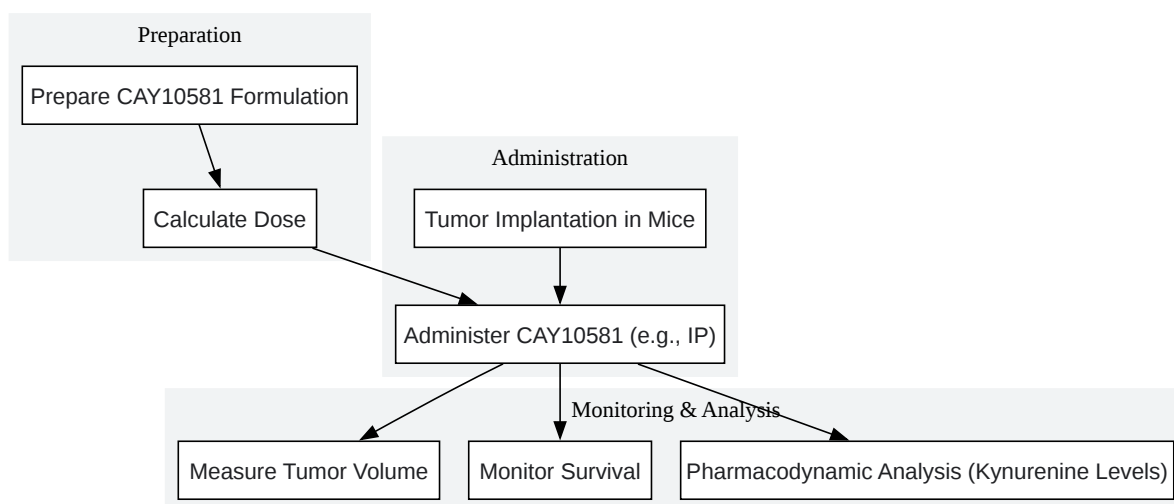 Preparation
Prepare CAY10581 Formulation
Calculate Dose
Administration
Tumor Implantation in Mice
Administer CAY10581 (e.g., IP)
Monitoring & Analysis
Measure Tumor Volume
Monitor Survival
Pharmacodynamic Analysis (Kynurenine Levels)